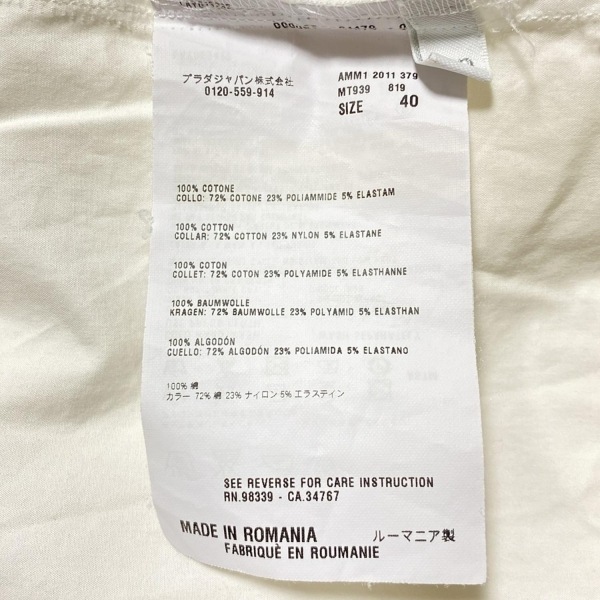 プラダジャパン株式会社
0120-559-914
AMM1 2011 379
MT939 819
SIZE 40
100% COTONE
COLLO: 72% COTONE 23% POLIAMMIDE 5% ELASTAM
100% COTTON
COLLAR: 72% COTTON 23% NYLON 5% ELASTANE
100% COTON
COLLET: 72% COTON 23% POLYAMIDE 5% ELASTHANNE
100% BAUMWOLLE
KRAGEN: 72% BAUMWOLLE 23% POLYAMID 5% ELASTHAN
100% ALGODÓN
CUELLO: 72% ALGODÓN 23% POLIAMIDA 5% ELASTANO
100% 綿
カラー 72% 綿 23% ナイロン 5% エラスティン
SEE REVERSE FOR CARE INSTRUCTION
RN.98339 - CA.34767
MADE IN ROMANIA ルーマニア製
FABRIQUÈ EN ROUMANIE